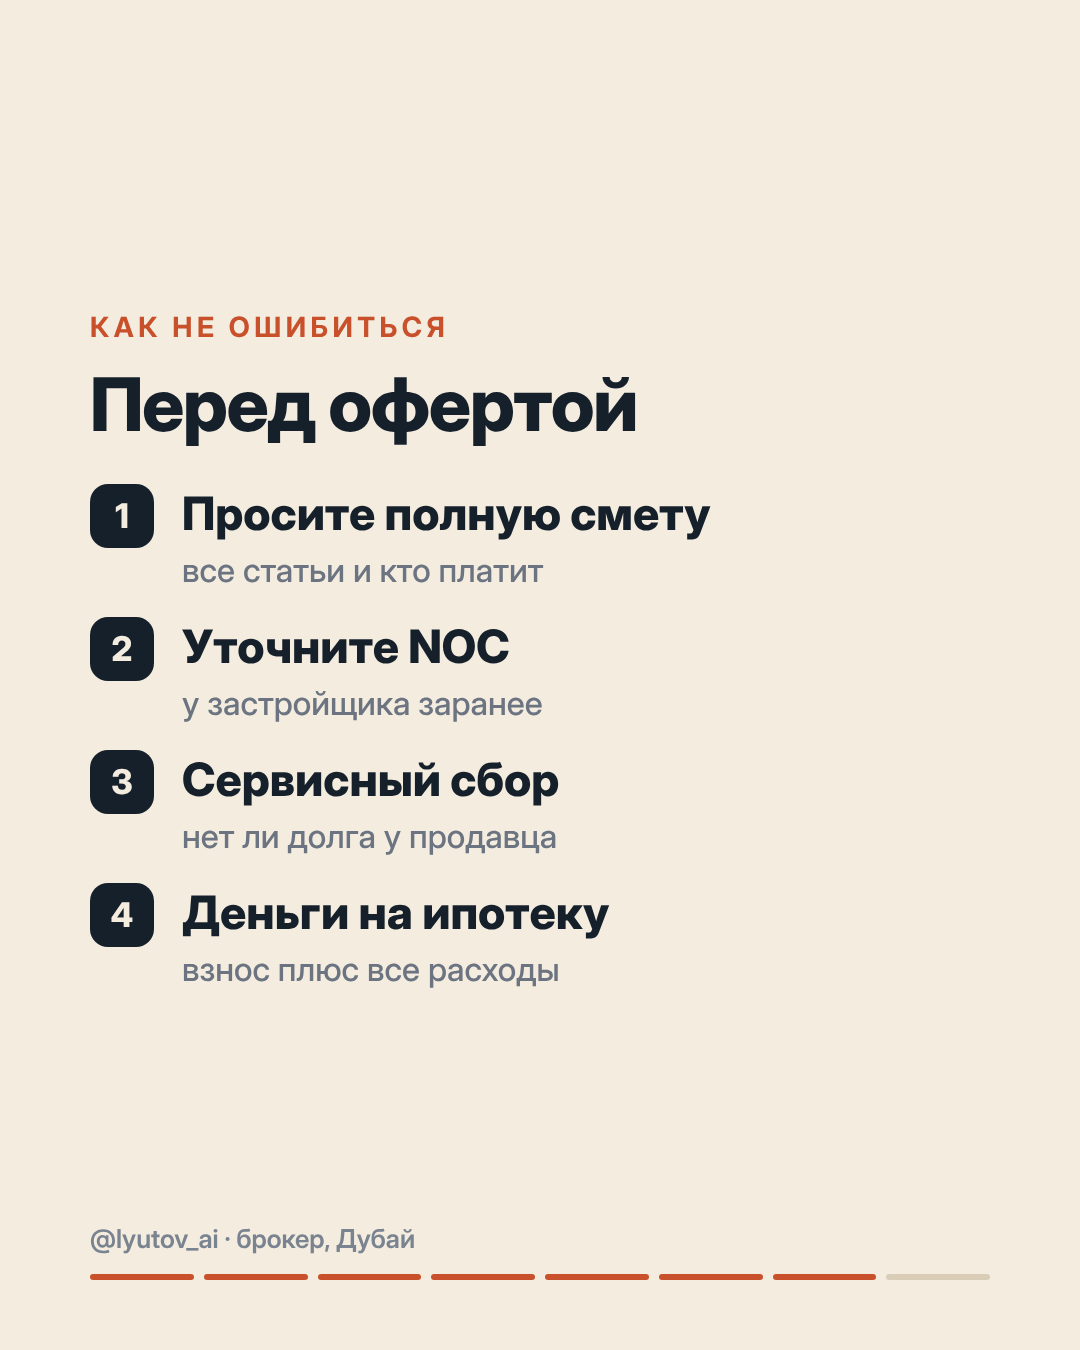 КАК НЕ ОШИБИТЬСЯ
Перед офертой
1 Просите полную смету
все статьи и кто платит
2 Уточните NOC
у застройщика заранее
3 Сервисный сбор
нет ли долга у продавца
4 Деньги на ипотеку
взнос плюс все расходы
@lyutov_ai · брокер, Дубай